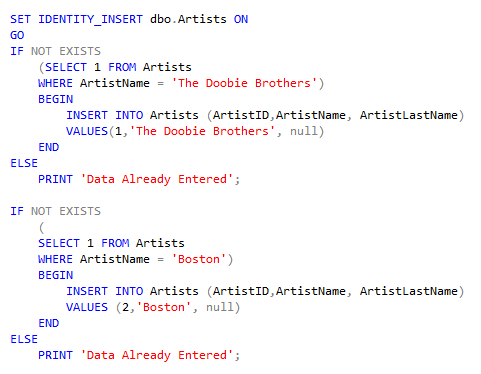 SET IDENTITY_INSERT dbo.Artists ON
GO
IF NOT EXISTS
(SELECT 1 FROM Artists
WHERE ArtistName = 'The Doobie Brothers')
BEGIN
INSERT INTO Artists (ArtistID,ArtistName, ArtistLastName)
VALUES(1,'The Doobie Brothers', null)
END
ELSE
PRINT 'Data Already Entered';
IF NOT EXISTS
(
SELECT 1 FROM Artists
WHERE ArtistName = 'Boston')
BEGIN
INSERT INTO Artists (ArtistID,ArtistName, ArtistLastName)
VALUES (2,'Boston', null)
END
ELSE
PRINT 'Data Already Entered';